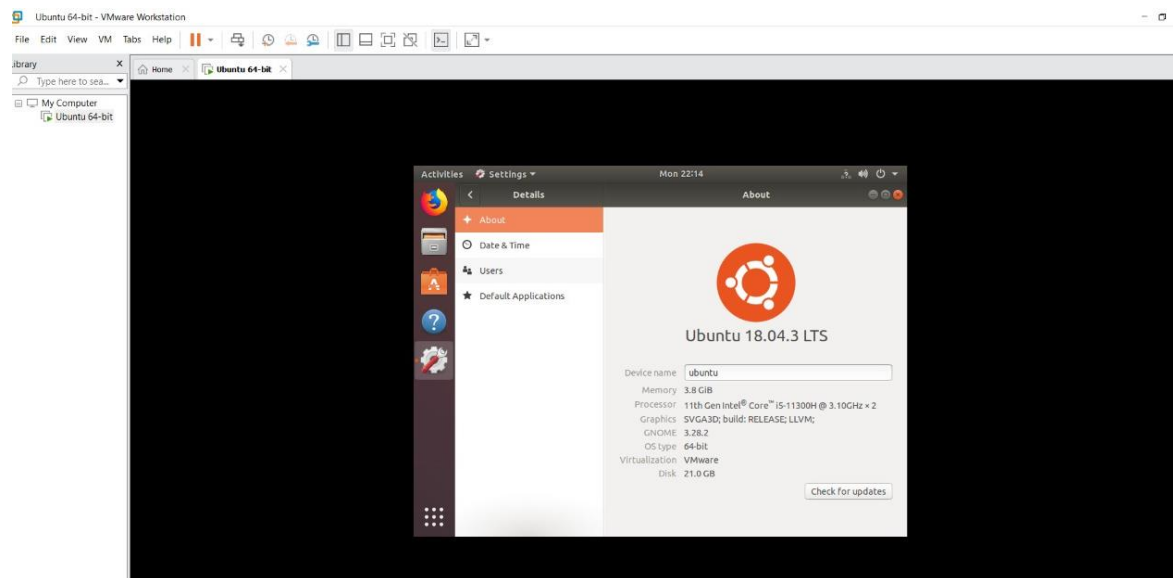 Ubuntu 64-bit - VMware Workstation
File Edit View VM Tabs Help
ibrary X
Type here to sea...
Home X Ubuntu 64-bit X
My Computer
Ubuntu 64-bit
Activities Settings Mon 22:14
Details About
About
Date & Time
Users
Default Applications
Ubuntu 18.04.3 LTS
Device name ubuntu
Memory 3.8 GiB
Processor 11th Gen Intel® Core™ i5-11300H @ 3.10GHz × 2
Graphics SVGA3D; build: RELEASE; LLVM;
GNOME 3.28.2
OS type 64-bit
Virtualization VMware
Disk 21.0 GB
Check for updates